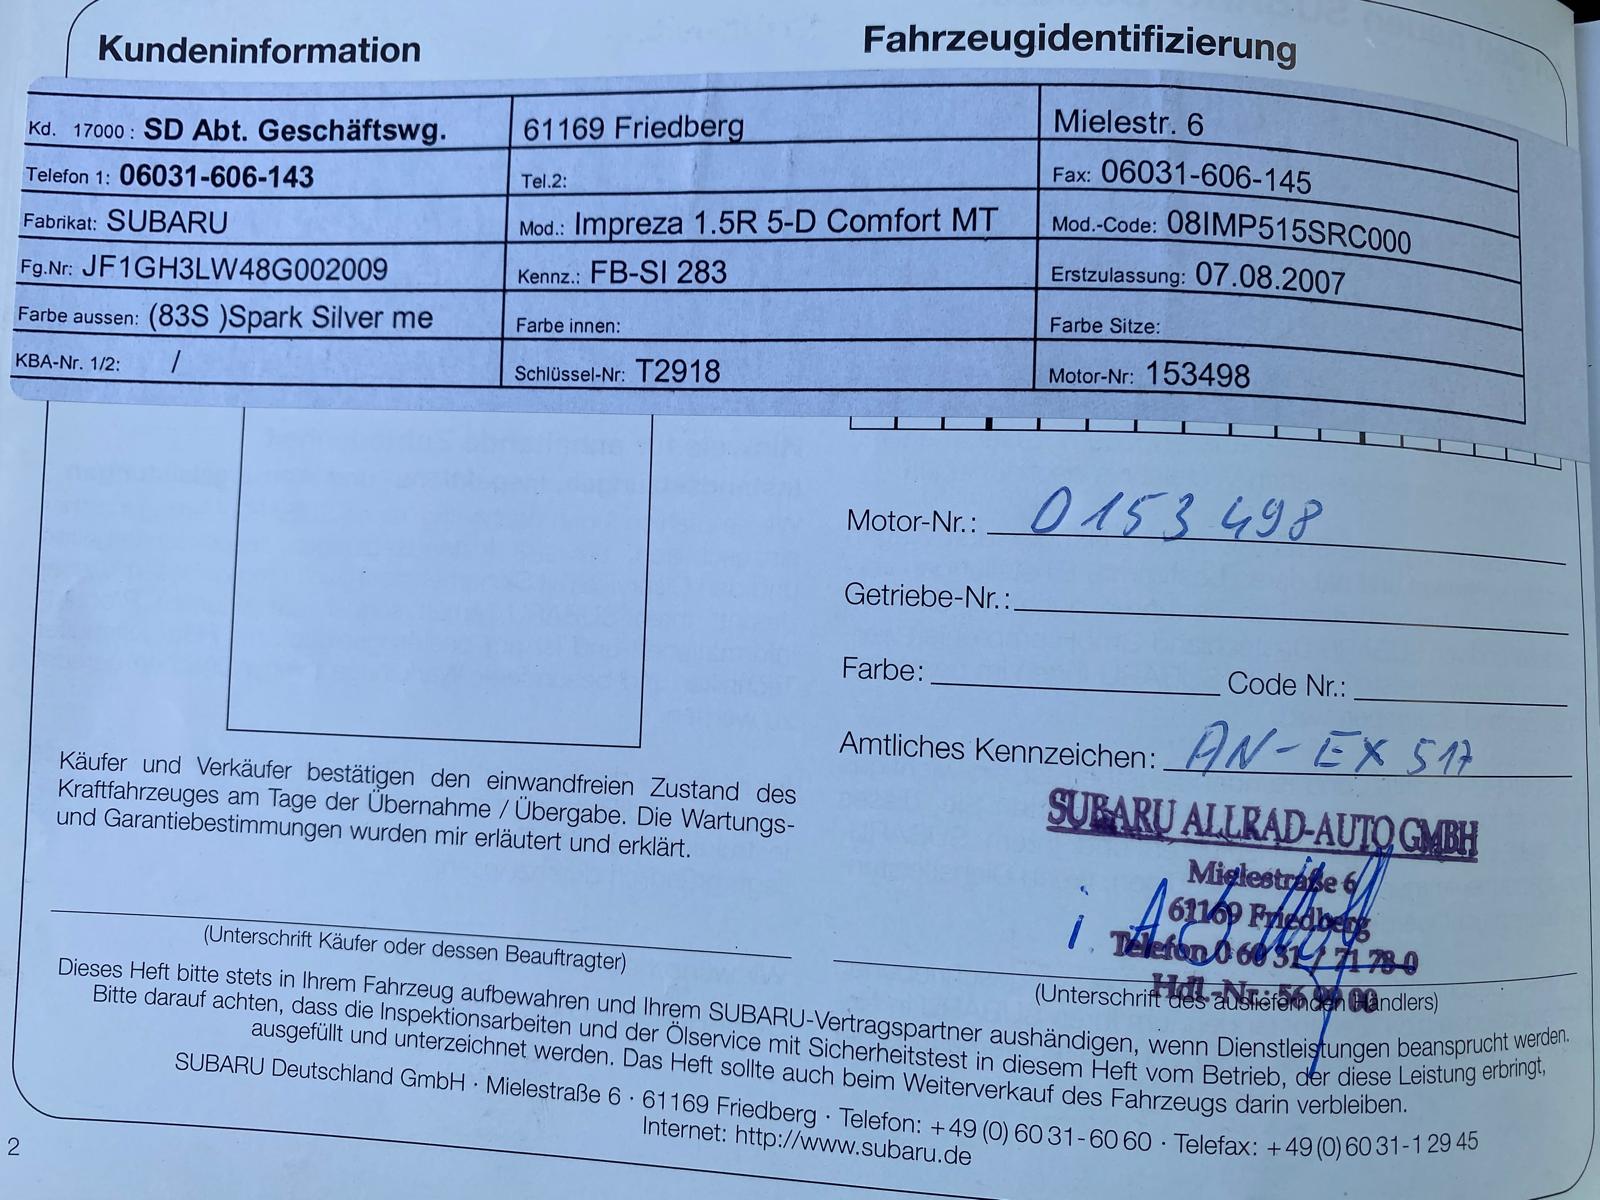 Kundeninformation
Fahrzeugidentifizierung
Kd. 17000 : SD Abt. Geschäftswg.
61169 Friedberg
Mielestr. 6
Telefon 1: 06031-606-143
Tel.2:
Fax: 06031-606-145
Fabrikat: SUBARU
Mod.: Impreza 1.5R 5-D Comfort MT
Mod.-Code: 08IMP515SRC000
Fg.Nr: JF1GH3LW48G002009
Kennz.: FB-SI 283
Erstzulassung: 07.08.2007
Farbe aussen: (83S )Spark Silver me
Farbe innen:
Farbe Sitze:
KBA-Nr. 1/2: /
Schlüssel-Nr: T2918
Motor-Nr: 153498
Motor-Nr.: 0153498
Getriebe-Nr.:
Farbe: Code Nr.:
Amtliches Kennzeichen: AN-EX 517
Käufer und Verkäufer bestätigen den einwandfreien Zustand des
Kraftfahrzeuges am Tage der Übernahme / Übergabe. Die Wartungs-
und Garantiebestimmungen wurden mir erläutert und erklärt.
SUBARU ALLRAD-AUTO GMBH
Mielestraße 6
61169 Friedberg
Telefon 0 60 31 / 71 78-0
Hdl.-Nr.:
(Unterschrift Käufer oder dessen Beauftragter)
(Unterschrift des ausliefernden Händlers)
Dieses Heft bitte stets in Ihrem Fahrzeug aufbewahren und Ihrem SUBARU-Vertragspartner aushändigen, wenn Dienstleistungen beansprucht werden.
Bitte darauf achten, dass die Inspektionsarbeiten und der Ölservice mit Sicherheitstest in diesem Heft vom Betrieb, der diese Leistung erbringt,
ausgefüllt und unterzeichnet werden. Das Heft sollte auch beim Weiterverkauf des Fahrzeugs darin verbleiben.
SUBARU Deutschland GmbH · Mielestraße 6 · 61169 Friedberg · Telefon: +49 (0) 60 31-60 60 · Telefax: +49 (0) 60 31-1 29 45
Internet: http://www.subaru.de
2